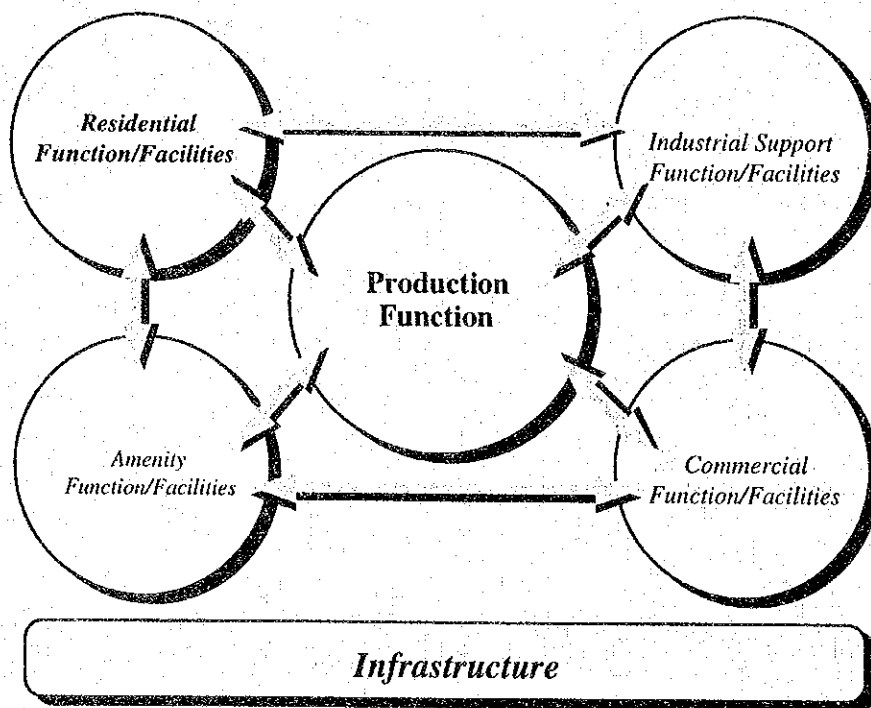 Residential
Function/Facilities
Industrial Support
Function/Facilities
Production
Function
Amenity
Function/Facilities
Commercial
Function/Facilities
Infrastructure